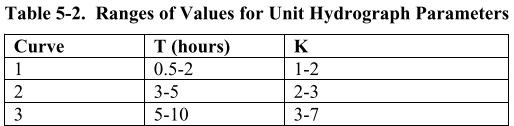 Table 5-2. Ranges of Values for Unit Hydrograph Parameters
Curve T (hours) K
1 0.5-2 1-2
2 3-5 2-3
3 5-10 3-7